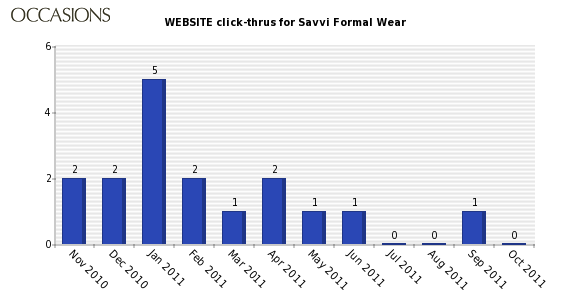 OCCASIONS
WEBSITE click-thrus for Savvi Formal Wear
6
4
2
0
2
2
5
2
1
2
1
1
0
0
1
0
Nov 2010
Dec 2010
Jan 2011
Feb 2011
Mar 2011
Apr 2011
May 2011
Jun 2011
Jul 2011
Aug 2011
Sep 2011
Oct 2011